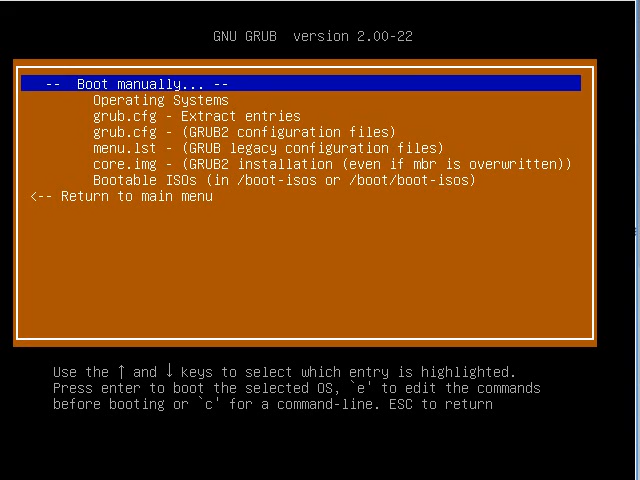 GNU GRUB  version 2.00-22
--  Boot manually... --
Operating Systems
grub.cfg - Extract entries
grub.cfg - (GRUB2 configuration files)
menu.lst - (GRUB legacy configuration files)
core.img - (GRUB2 installation (even if mbr is overwritten))
Bootable ISOs (in /boot-isos or /boot/boot-isos)
<-- Return to main menu
Use the ↑ and ↓ keys to select which entry is highlighted.
Press enter to boot the selected OS, `e' to edit the commands
before booting or `c' for a command-line. ESC to return